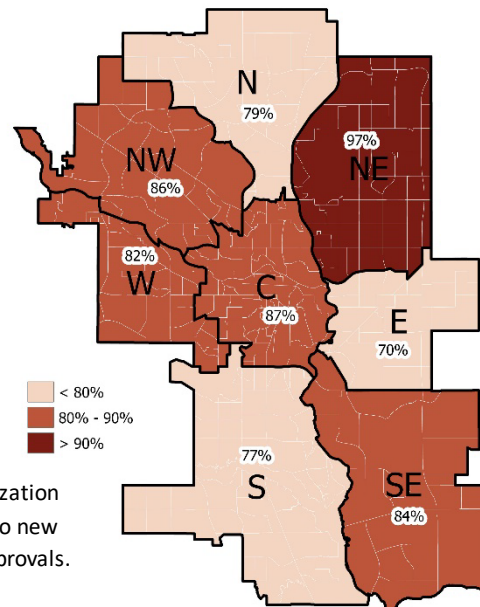 N
79%
97%
NE
NW
86%
82%
W
C
87%
E
70%
< 80%
80% - 90%
> 90%
77%
S
SE
84%
zation
o new
provals.